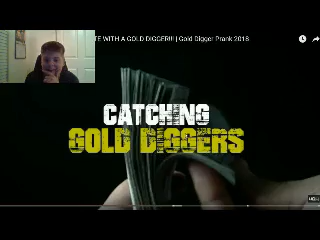 TE WITH A GOLD DIGGER!!! | Gold Digger Prank 2018
CATCHING
GOLD DIGGERS